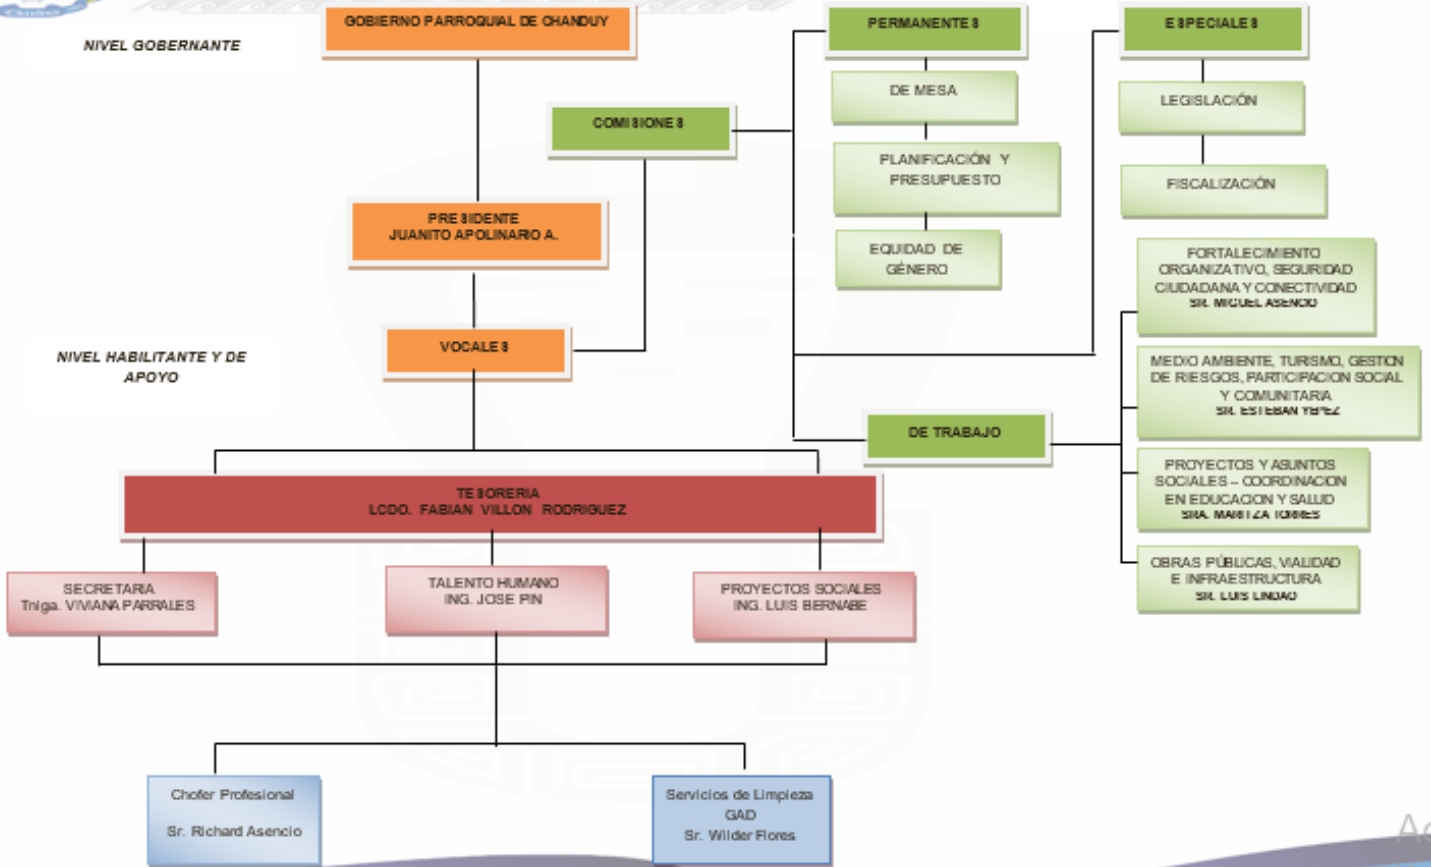 GOBIERNO PARROQUIAL DE CHANDUY
NIVEL GOBERNANTE
PERMANENTES
ESPECIALES
DE MESA
LEGISLACIÓN
COMISIONES
PLANIFICACIÓN Y
PRESUPUESTO
FISCALIZACIÓN
PRESIDENTE
JUANITO APOLINARIO A.
EQUIDAD DE
GÉNERO
FORTALECIMIENTO
ORGANIZATIVO, SEGURIDAD
CIUDADANA Y CONECTIVIDAD
SR. MIGUEL ASENCIO
VOCALES
NIVEL HABILITANTE Y DE
APOYO
MEDIO AMBIENTE, TURISMO, GESTION
DE RIESGOS, PARTICIPACION SOCIAL
Y COMUNITARIA
SR. ESTEBAN YEPEZ
DE TRABAJO
PROYECTOS Y ASUNTOS
SOCIALES – COORDINACION
EN EDUCACION Y SALUD
SRA. MARITZA TORRES
TESORERIA
LCDO. FABIAN VILLON RODRIGUEZ
OBRAS PÚBLICAS, VIALIDAD
E INFRAESTRUCTURA
SR. LUIS LINDAO
SECRETARIA
Tnlga. VIVIANA PARRALES
TALENTO HUMANO
ING. JOSE PIN
PROYECTOS SOCIALES
ING. LUIS BERNABE
Chofer Profesional
Sr. Richard Asencio
Servicios de Limpieza
GAD
Sr. Wilder Flores